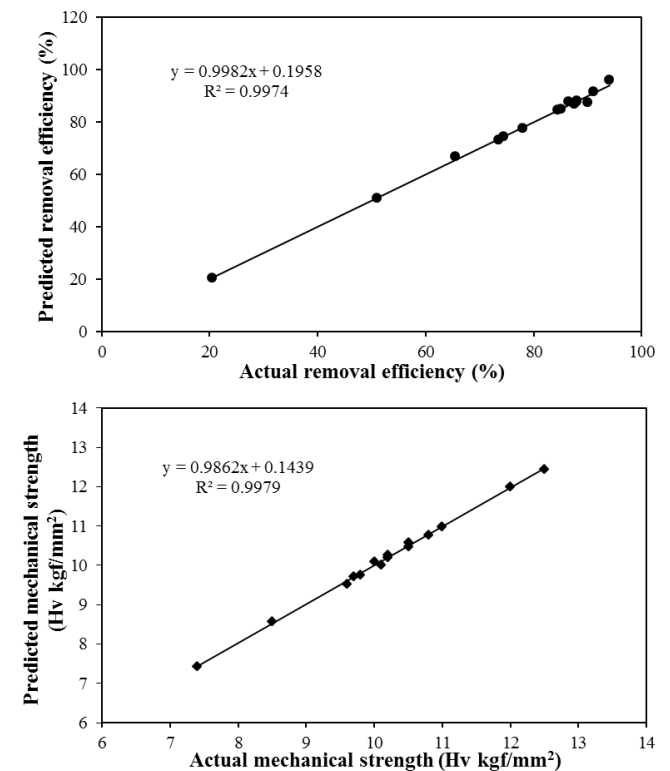 120
100
80
60
40
20
0
Predicted removal efficiency (%)
y = 0.9982x + 0.1958
R² = 0.9974
0 20 40 60 80 100
Actual removal efficiency (%)
14
13
12
11
10
9
8
7
6
Predicted mechanical strength
(Hv kgf/mm²)
y = 0.9862x + 0.1439
R² = 0.9979
6 7 8 9 10 11 12 13 14
Actual mechanical strength (Hv kgf/mm²)